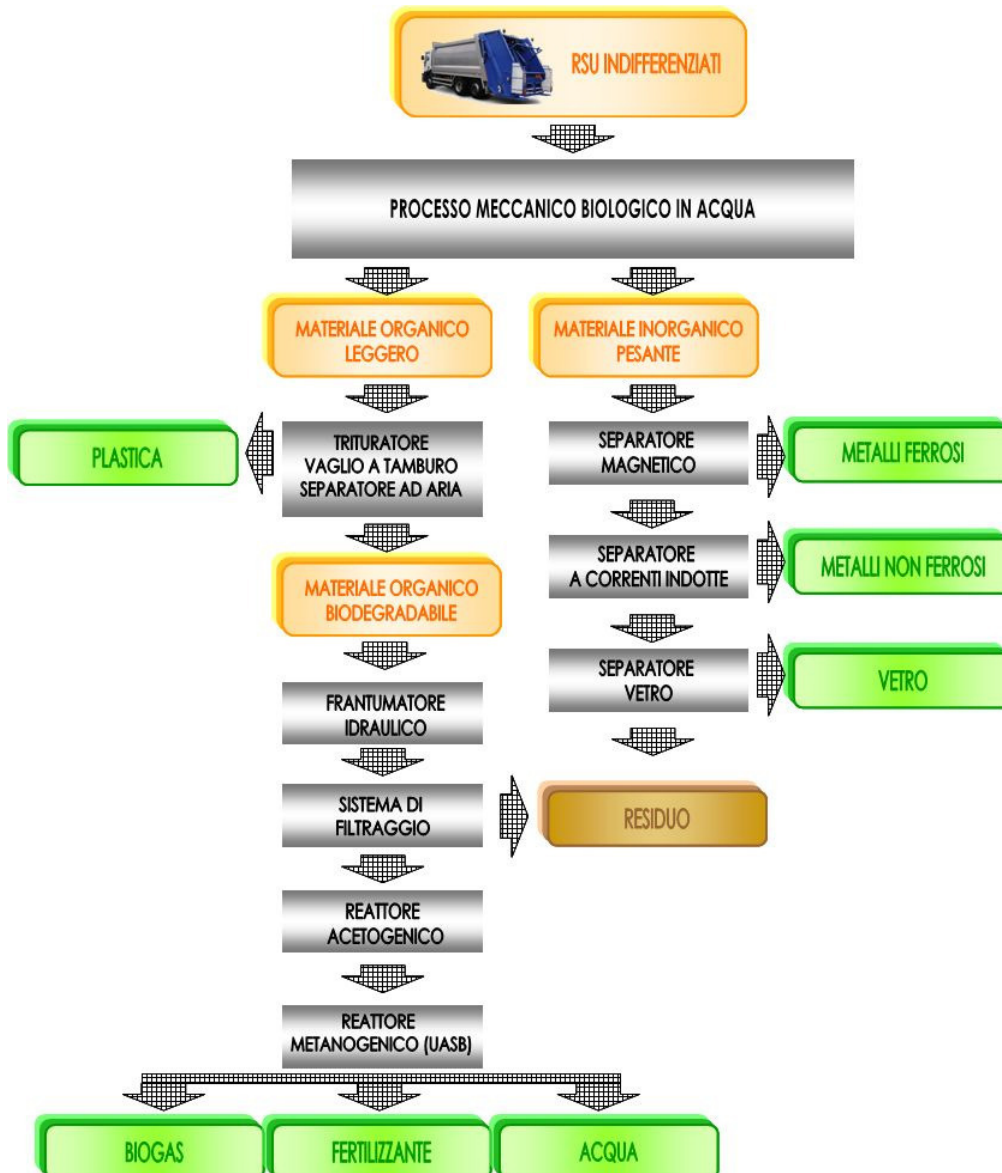 RSU INDIFFERENZIATI
PROCESSO MECCANICO BIOLOGICO IN ACQUA
MATERIALE ORGANICO
LEGGERO
MATERIALE INORGANICO
PESANTE
PLASTICA
TRITURATORE
VAGLIO A TAMBURO
SEPARATORE AD ARIA
SEPARATORE
MAGNETICO
METALLI FERROSI
SEPARATORE
A CORRENTI INDOTTE
METALLI NON FERROSI
MATERIALE ORGANICO
BIODEGRADABILE
SEPARATORE
VETRO
VETRO
FRANTUMATORE
IDRAULICO
SISTEMA DI
FILTRAGGIO
RESIDUO
REATTORE
ACETOGENICO
REATTORE
METANOGENICO (UASB)
BIOGAS
FERTILIZZANTE
ACQUA